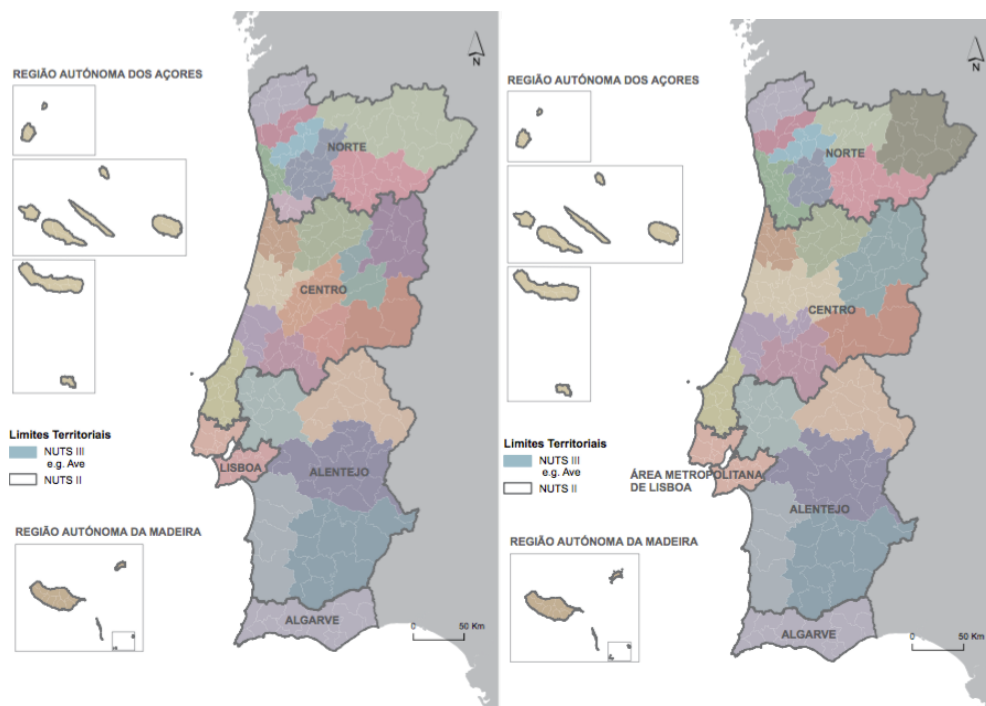 N
REGIÃO AUTÓNOMA DOS AÇORES
NORTE
CENTRO
Limites Territoriais
NUTS III
e.g. Ave
NUTS II
LISBOA
ALENTEJO
REGIÃO AUTÓNOMA DA MADEIRA
ALGARVE
0 50 Km
N
REGIÃO AUTÓNOMA DOS AÇORES
NORTE
CENTRO
Limites Territoriais
NUTS III
e.g. Ave
NUTS II
ÁREA METROPOLITANA
DE LISBOA
ALENTEJO
REGIÃO AUTÓNOMA DA MADEIRA
ALGARVE
0 50 Km